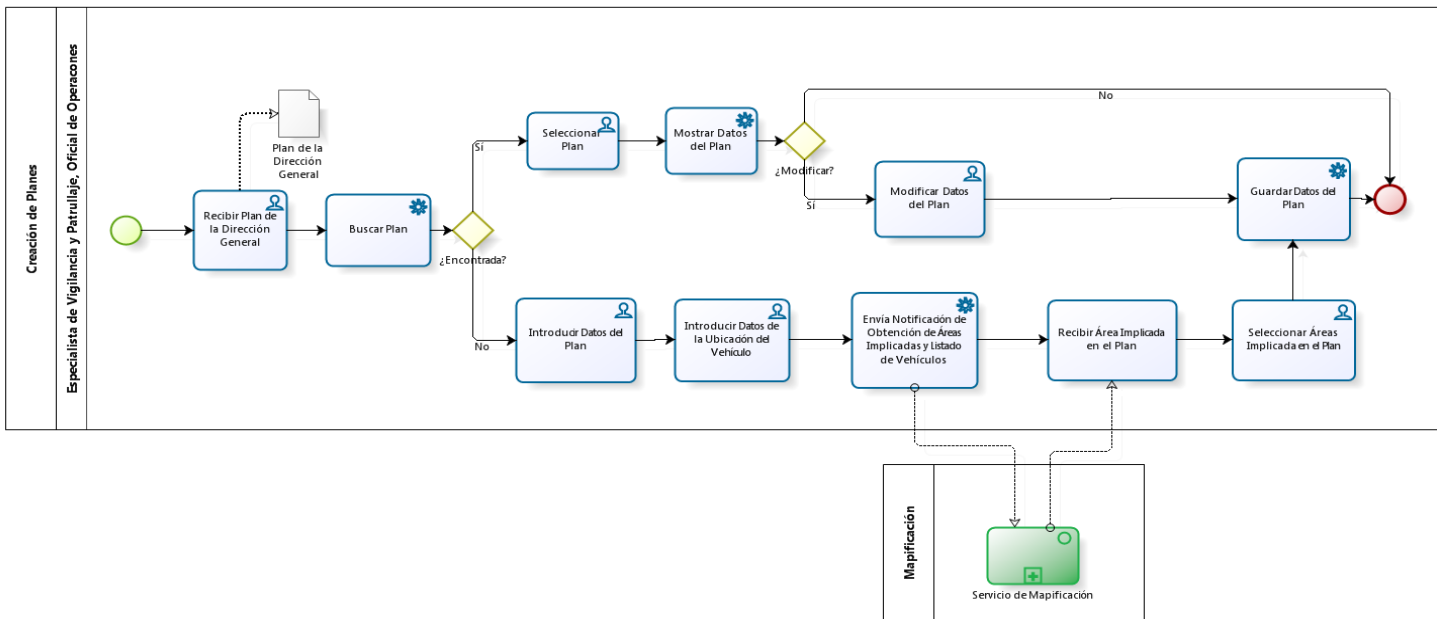 Creación de Planes
Especialista de Vigilancia y Patrullaje, Oficial de Operacones
Plan de la
Dirección
General
Recibir Plan de
la Dirección
General
Buscar Plan
¿Encontrada?
Sí
Seleccionar
Plan
Mostrar Datos
del Plan
¿Modificar?
No
Sí
Modificar Datos
del Plan
Guardar Datos del
Plan
No
Introducir Datos del
Plan
Introducir Datos de
la Ubicación del
Vehículo
Envía Notificación de
Obtención de Áreas
Implicadas y Listado
de Vehículos
Recibir Área Implicada
en el Plan
Seleccionar Áreas
Implicada en el Plan
Mapificación
Servicio de Mapificación